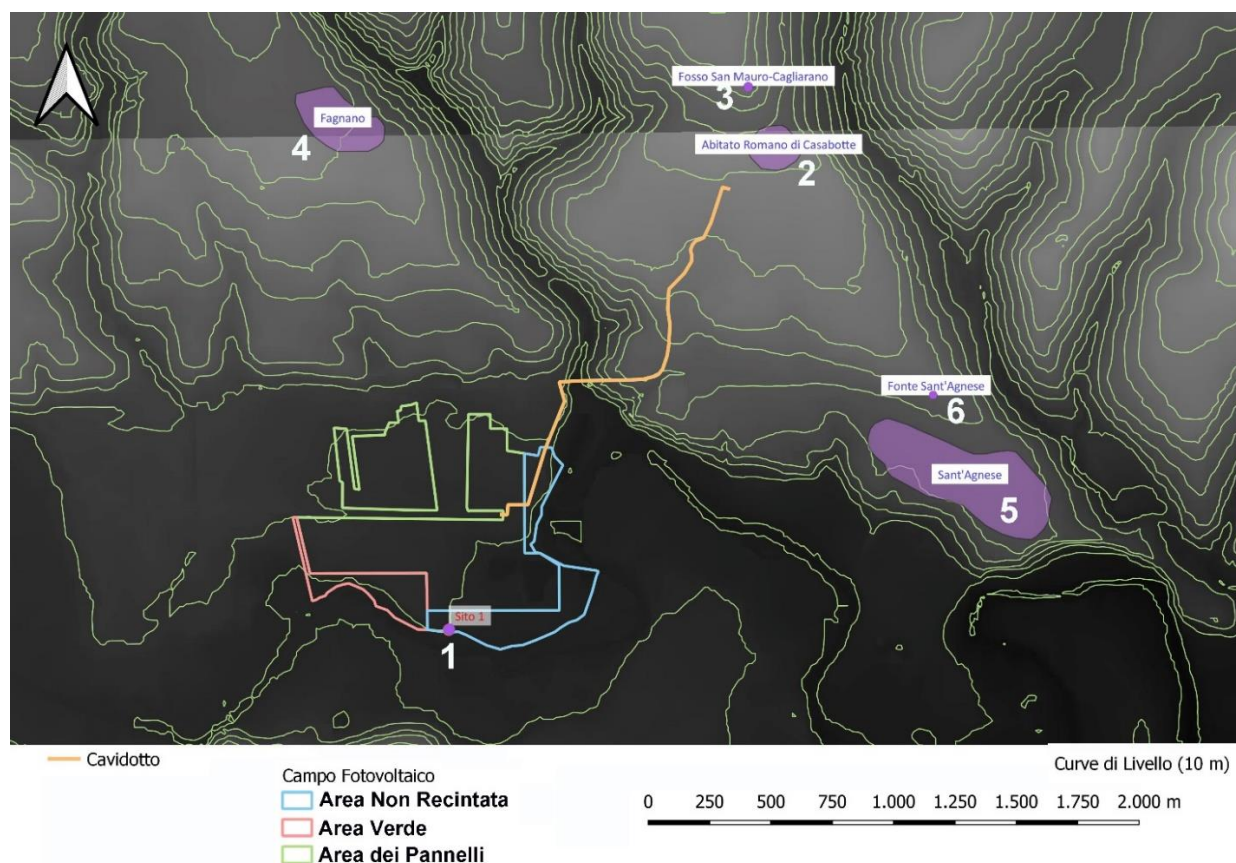 Fosso San Mauro-Cagliarano
3
Fagnano
4
Abitato Romano di Casabotte
2
Fonte Sant'Agnese
6
Sant'Agnese
5
Sito 1
1
Cavidotto
Campo Fotovoltaico
Area Non Recintata
Area Verde
Area dei Pannelli
Curve di Livello (10 m)
0 250 500 750 1.000 1.250 1.500 1.750 2.000 m